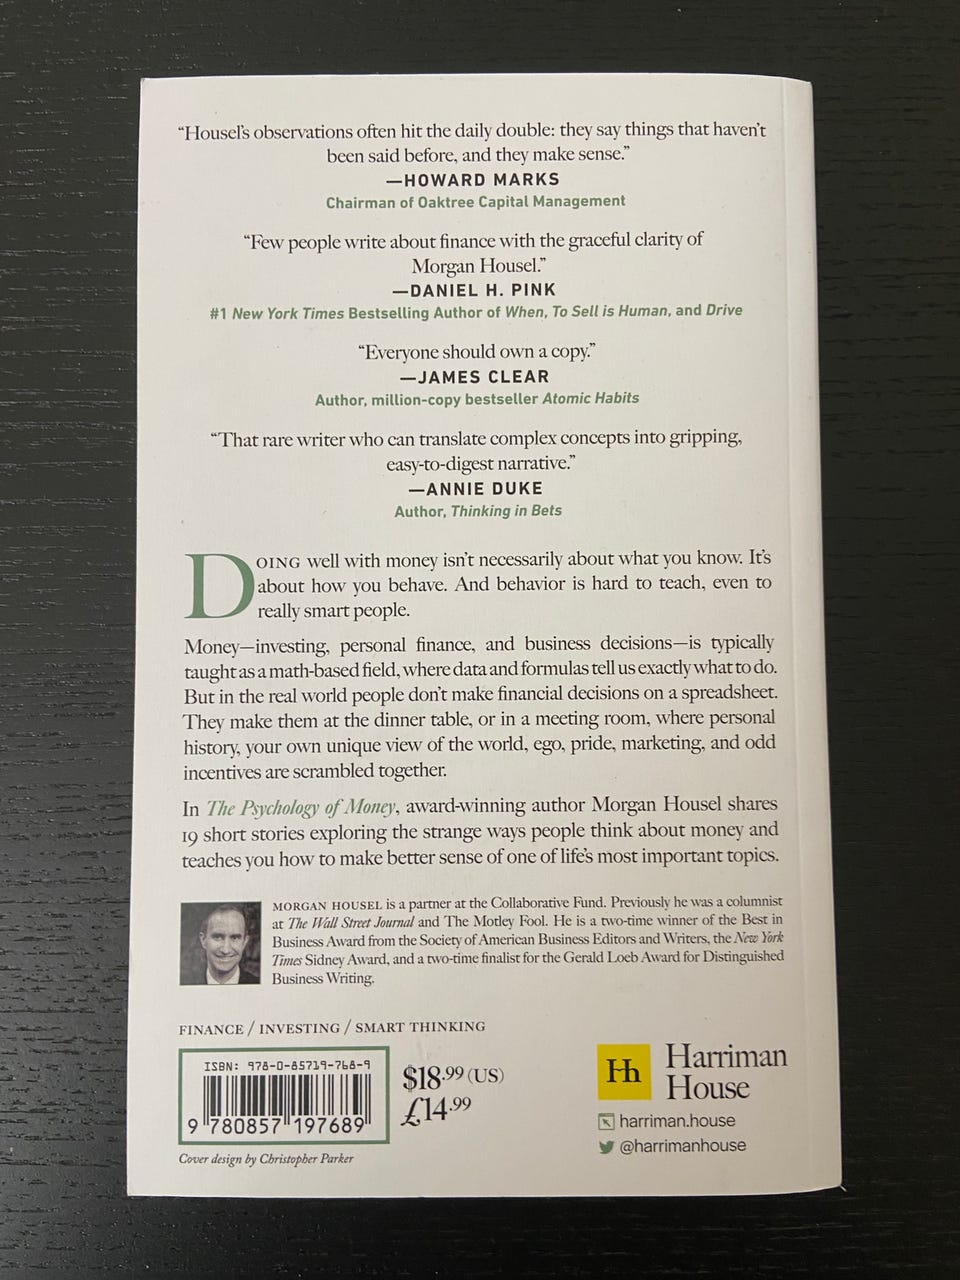 “Housel’s observations often hit the daily double: they say things that haven’t
been said before, and they make sense.”
—HOWARD MARKS
Chairman of Oaktree Capital Management
“Few people write about finance with the graceful clarity of
Morgan Housel.”
—DANIEL H. PINK
#1 New York Times Bestselling Author of When, To Sell is Human, and Drive
“Everyone should own a copy.”
—JAMES CLEAR
Author, million-copy bestseller Atomic Habits
“That rare writer who can translate complex concepts into gripping,
easy-to-digest narrative.”
—ANNIE DUKE
Author, Thinking in Bets
DOING well with money isn’t necessarily about what you know. It’s
about how you behave. And behavior is hard to teach, even to
really smart people.
Money—investing, personal finance, and business decisions—is typically
taught as a math-based field, where data and formulas tell us exactly what to do.
But in the real world people don’t make financial decisions on a spreadsheet.
They make them at the dinner table, or in a meeting room, where personal
history, your own unique view of the world, ego, pride, marketing, and odd
incentives are scrambled together.
In The Psychology of Money, award-winning author Morgan Housel shares
19 short stories exploring the strange ways people think about money and
teaches you how to make better sense of one of life’s most important topics.
MORGAN HOUSEL is a partner at the Collaborative Fund. Previously he was a columnist
at The Wall Street Journal and The Motley Fool. He is a two-time winner of the Best in
Business Award from the Society of American Business Editors and Writers, the New York
Times Sidney Award, and a two-time finalist for the Gerald Loeb Award for Distinguished
Business Writing.
FINANCE / INVESTING / SMART THINKING
ISBN: 978-0-85719-768-9
9 780857 197689
$18.99 (US)
£14.99
Hh
Harriman
House
harriman.house
@harrimanhouse
Cover design by Christopher Parker